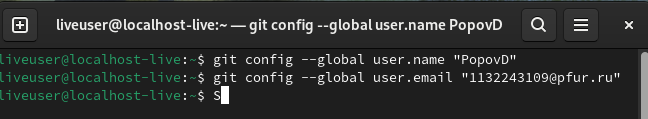 liveuser@localhost-live:~ — git config --global user.name PopovD
liveuser@localhost-live:~$ git config --global user.name "PopovD"
liveuser@localhost-live:~$ git config --global user.email "1132243109@pfur.ru"
liveuser@localhost-live:~$ S